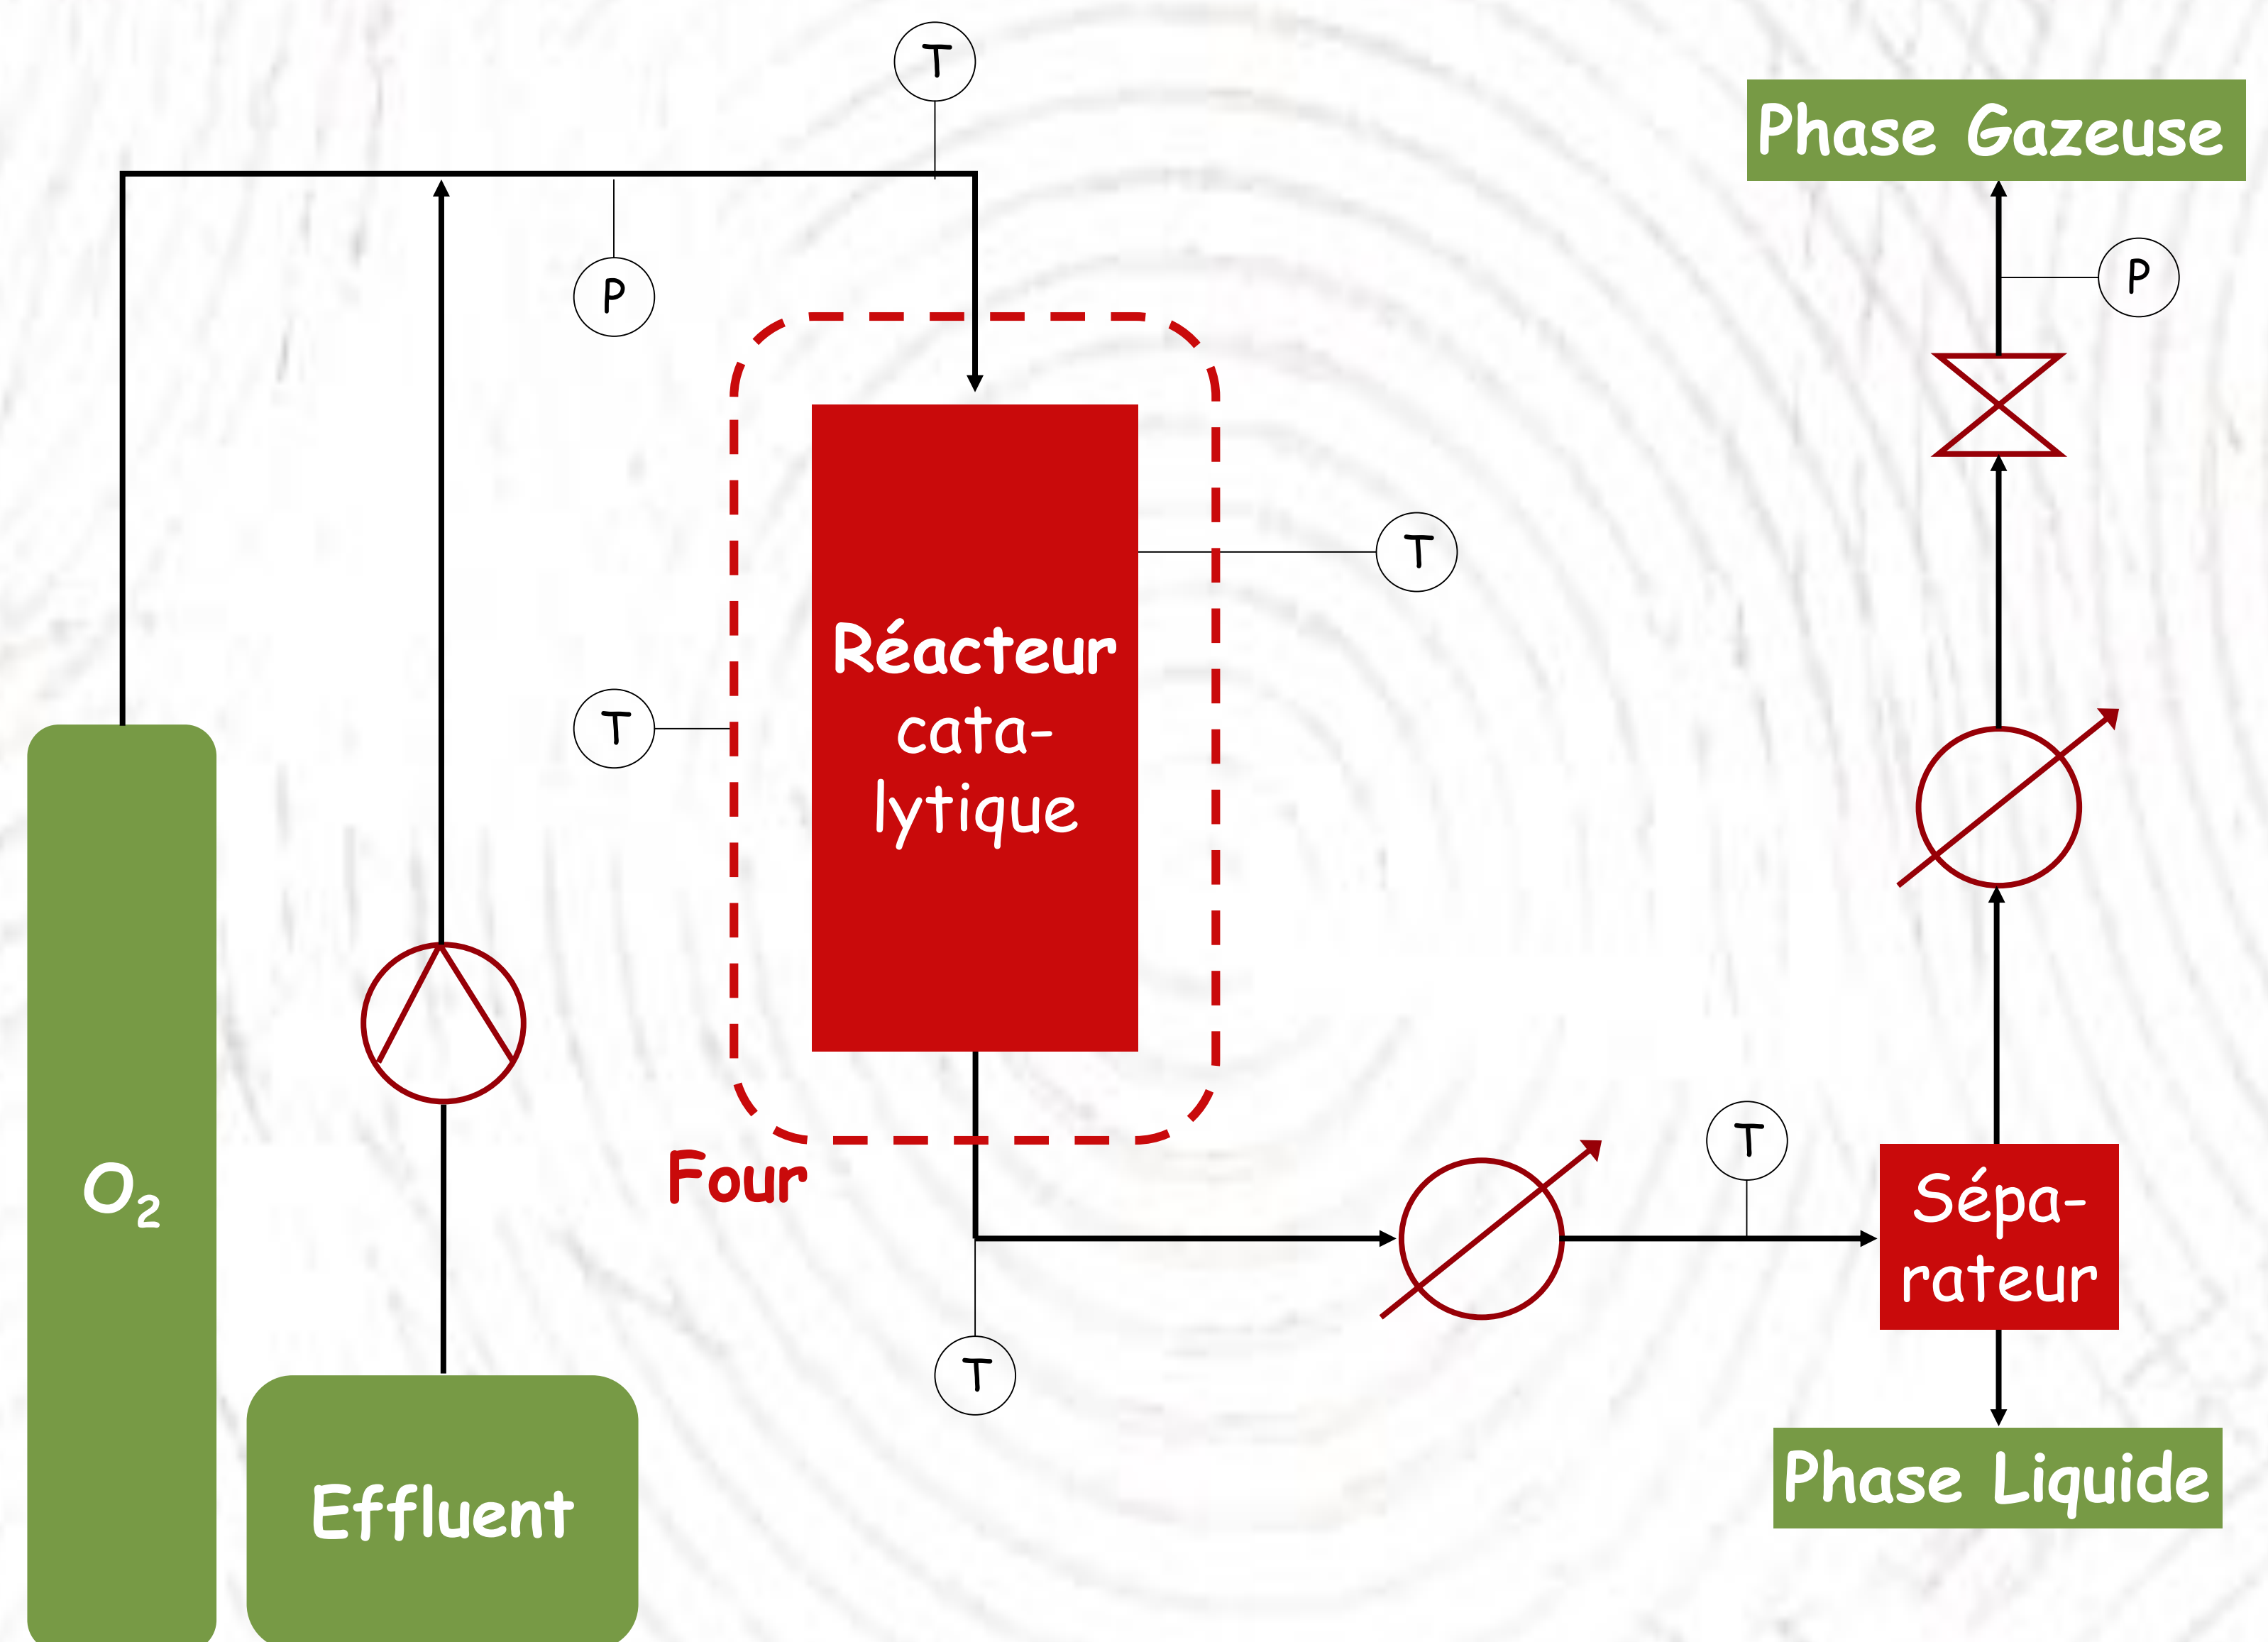 T
Phase Gazeuse
P
P
T
Réacteur
cata-
lytique
T
T
Four
O₂
Sépa-
rateur
T
Effluent
Phase Liquide